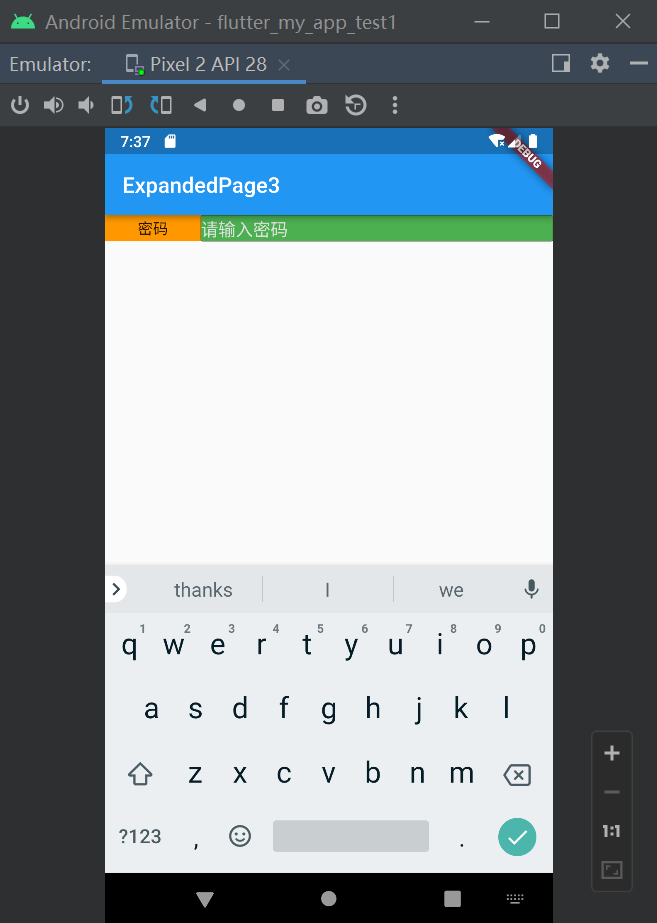 Android Emulator - flutter_my_app_test1
Emulator: Pixel 2 API 28
7:37
DEBUG
ExpandedPage3
密码 请输入密码
thanks I we
q1 w2 e3 r4 t5 y6 u7 i8 o9 p0
a s d f g h j k l
z x c v b n m
?123 , .
1:1